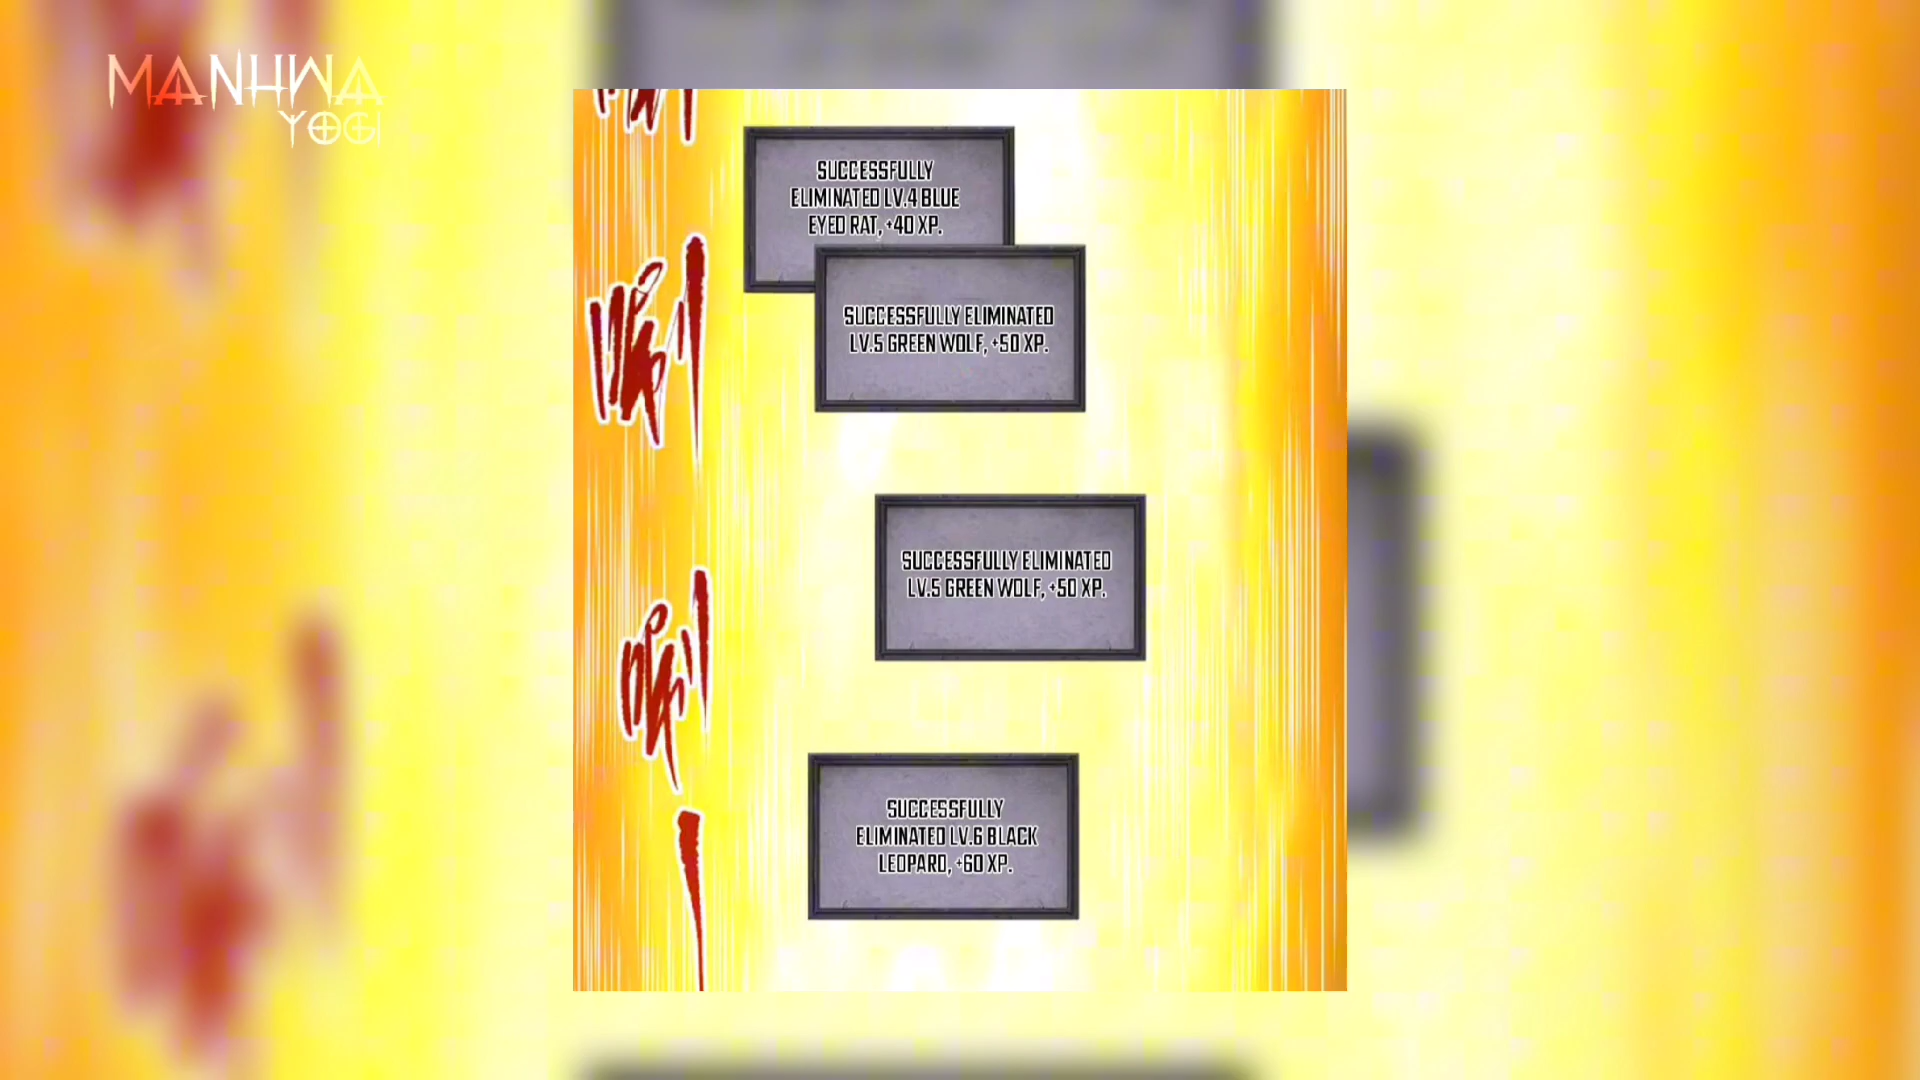 MANHWA
YOGI
SUCCESSFULLY
ELIMINATED LV.4 BLUE
EYED RAT, +40 XP.
SUCCESSFULLY ELIMINATED
LV.5 GREEN WOLF, +50 XP.
SUCCESSFULLY ELIMINATED
LV.5 GREEN WOLF, +50 XP.
SUCCESSFULLY
ELIMINATED LV.6 BLACK
LEOPARD, +60 XP.